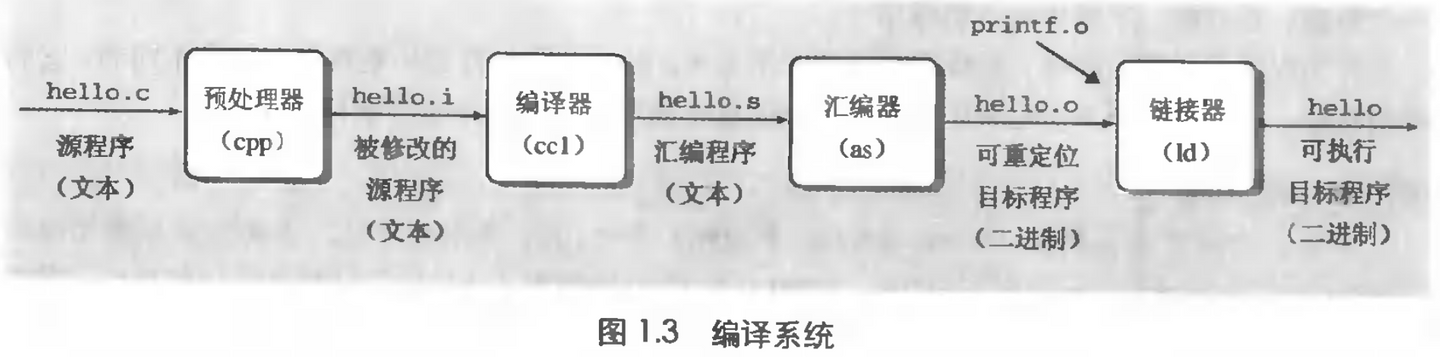 printf.o
hello.c
预处理器
(cpp)
源程序
(文本)
hello.i
被修改的
源程序
(文本)
编译器
(cc1)
hello.s
汇编程序
(文本)
汇编器
(as)
hello.o
可重定位
目标程序
(二进制)
链接器
(ld)
hello
可执行
目标程序
(二进制)
图 1.3 编译系统